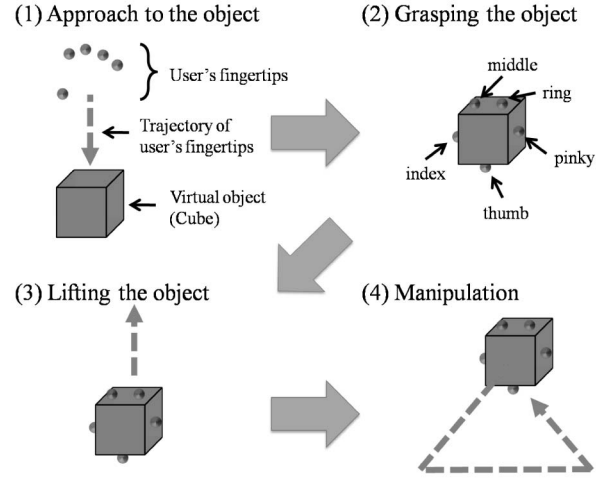 (1) Approach to the object
User's fingertips
Trajectory of
user's fingertips
Virtual object
(Cube)
(2) Grasping the object
middle
ring
index
pinky
thumb
(3) Lifting the object
(4) Manipulation